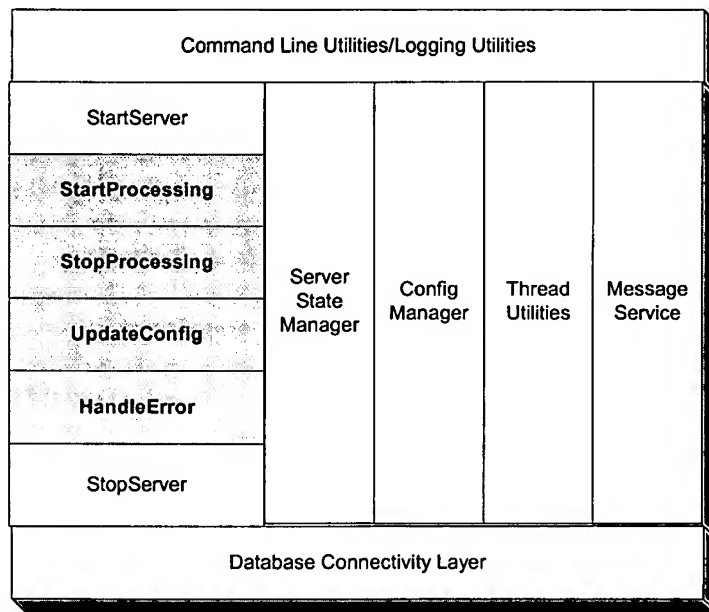 Command Line Utilities/Logging Utilities
StartServer
StartProcessing
StopProcessing
UpdateConfig
HandleError
StopServer
Server
State
Manager
Config
Manager
Thread
Utilities
Message
Service
Database Connectivity Layer